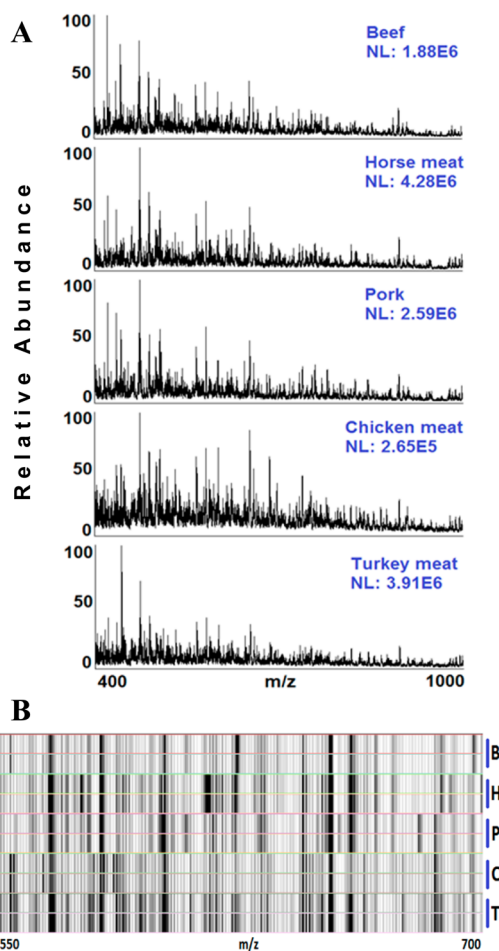 A
Relative Abundance
100
50
0
Beef
NL: 1.88E6
100
50
0
Horse meat
NL: 4.28E6
100
50
0
Pork
NL: 2.59E6
100
50
0
Chicken meat
NL: 2.65E5
100
50
0
Turkey meat
NL: 3.91E6
400 m/z 1000
B
B
H
P
C
T
550 m/z 700